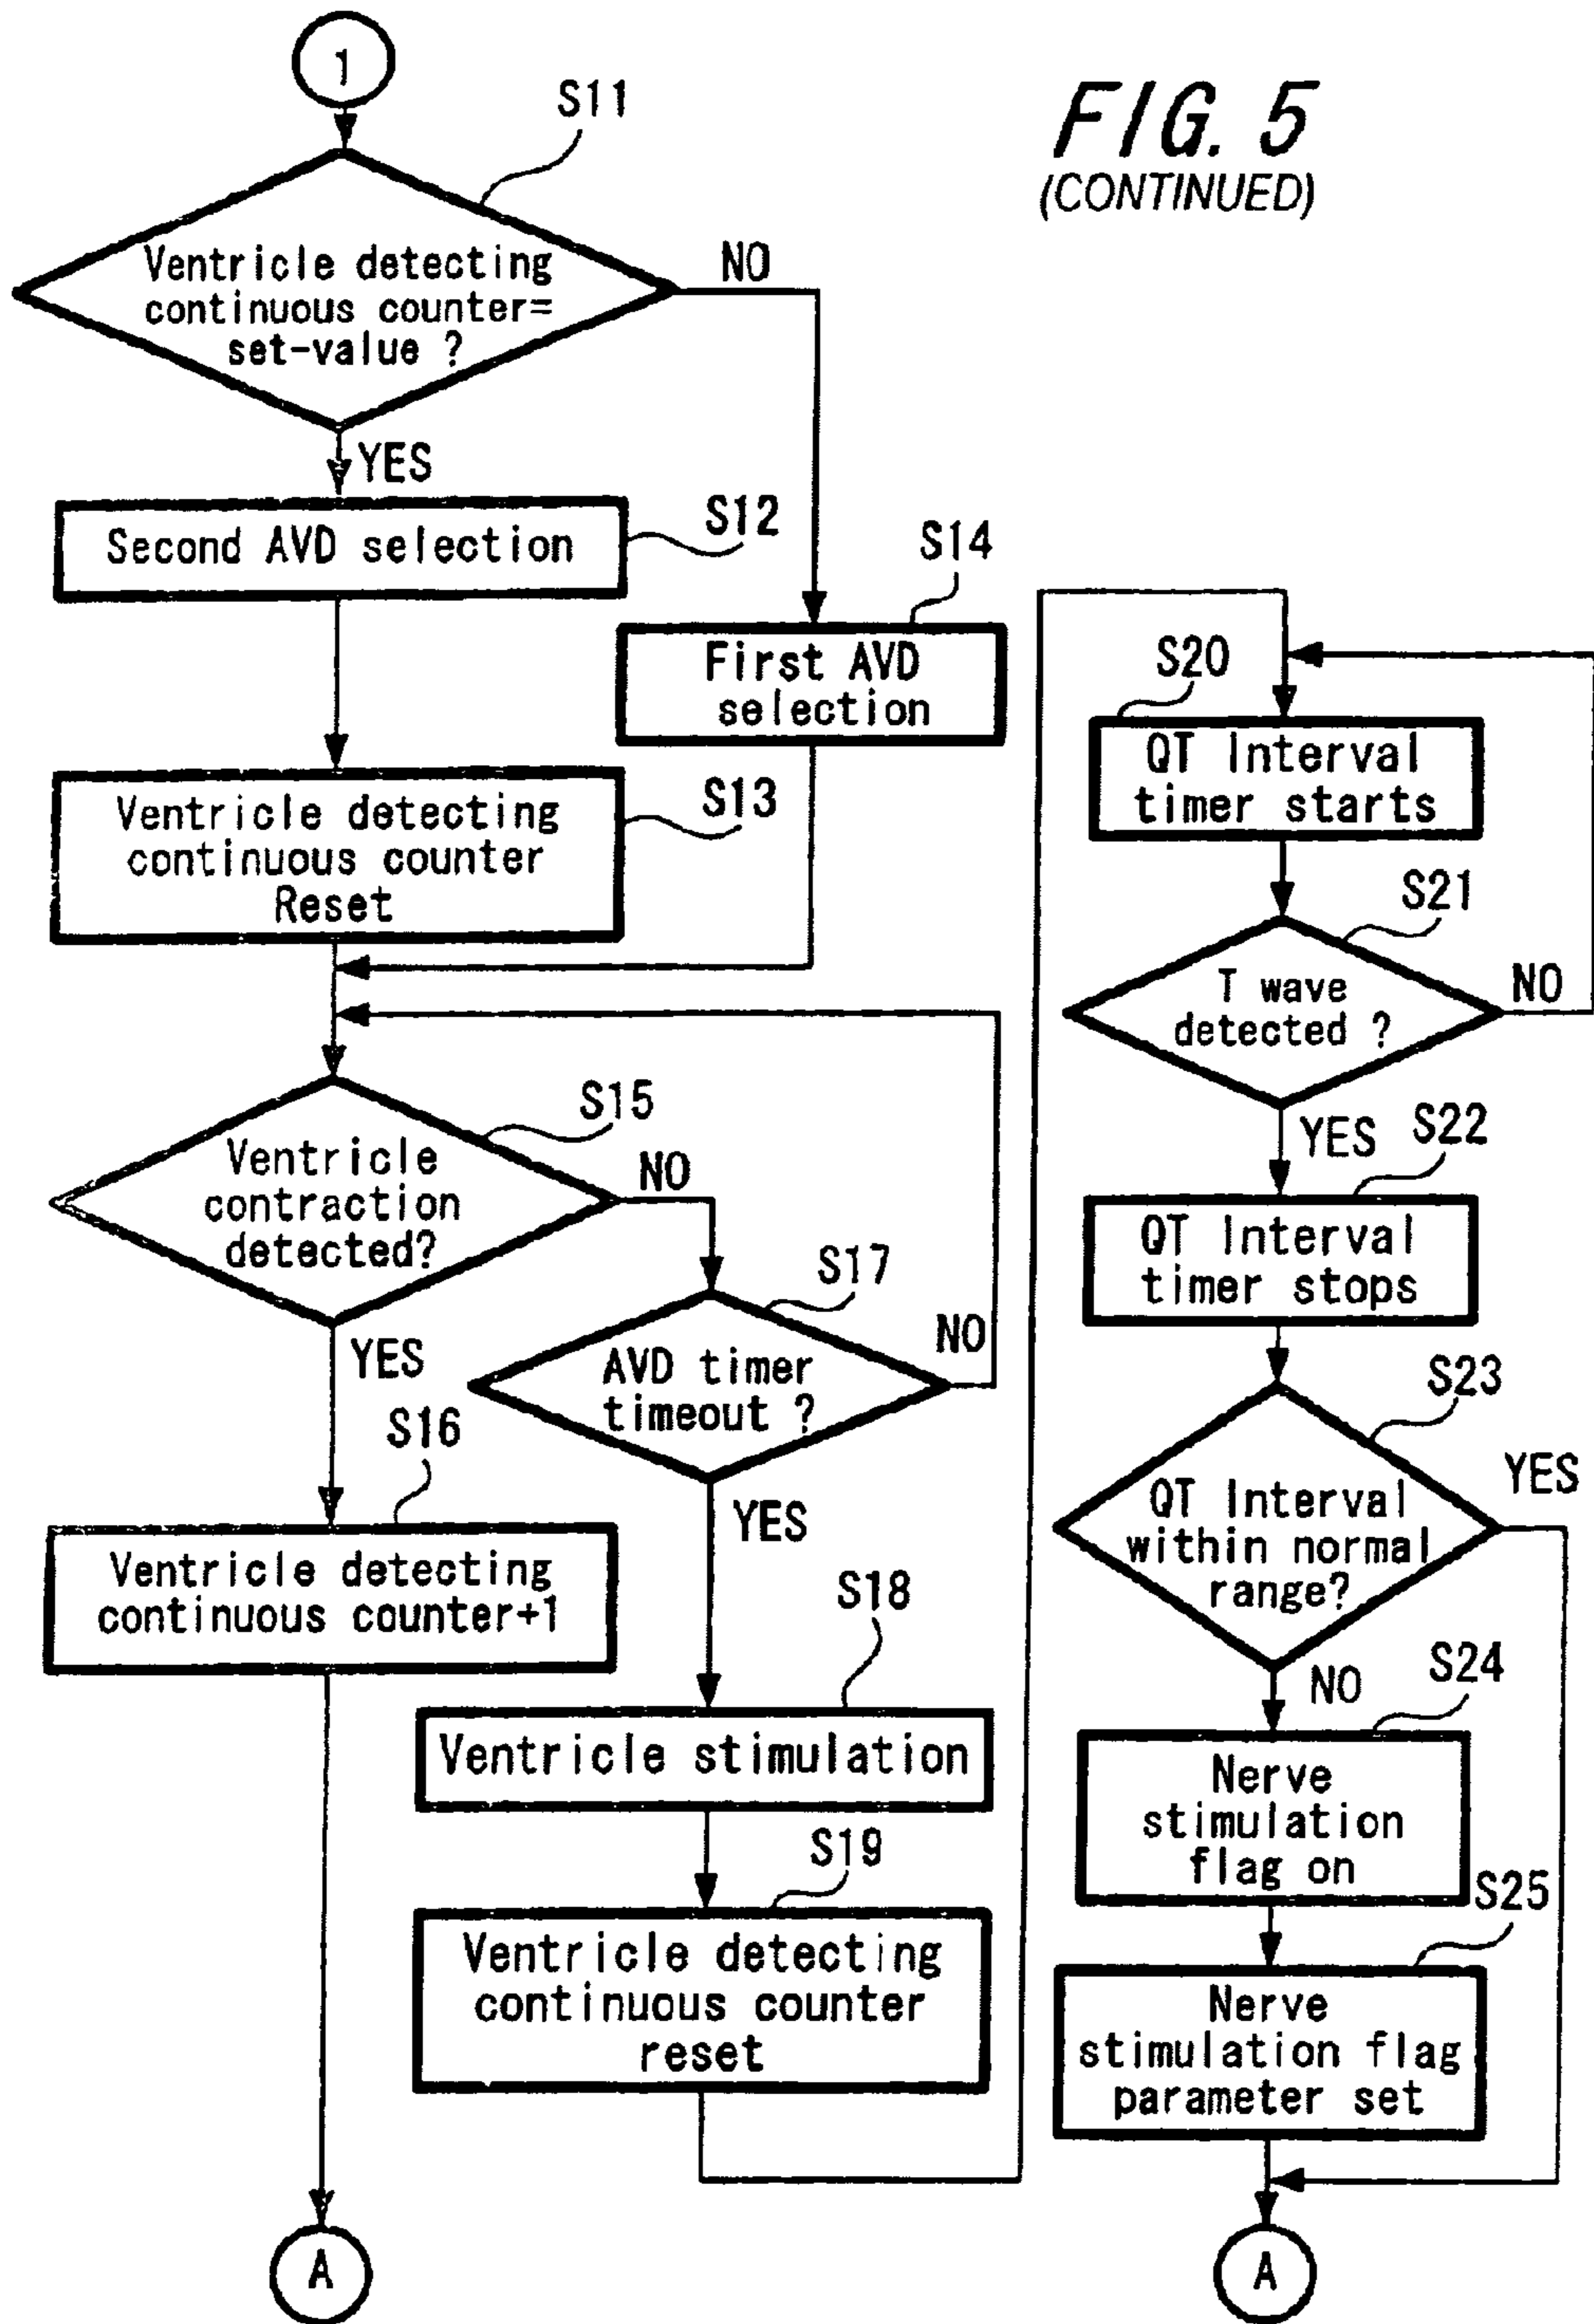 1
FIG. 5
(CONTINUED)
S11
Ventricle detecting
continuous counter=
set-value ?
NO
YES
S12
Second AVD selection
S14
First AVD
selection
S13
Ventricle detecting
continuous counter
Reset
S15
Ventricle
contraction
detected?
NO
YES
S17
AVD timer
timeout ?
NO
YES
S16
Ventricle detecting
continuous counter+1
S18
Ventricle stimulation
S19
Ventricle detecting
continuous counter
reset
A
S20
QT Interval
timer starts
S21
T wave
detected ?
NO
YES
S22
QT Interval
timer stops
S23
QT Interval
within normal
range?
YES
NO
S24
Nerve
stimulation
flag on
S25
Nerve
stimulation flag
parameter set
A